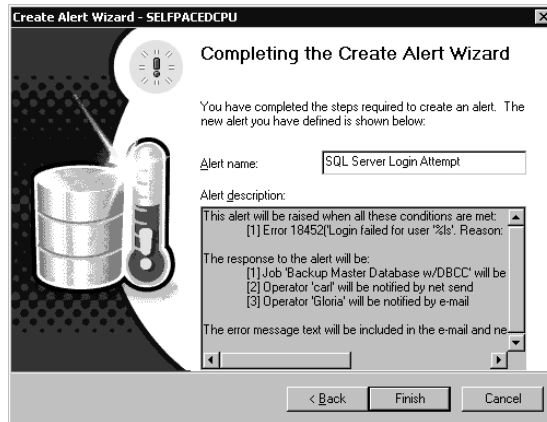 Create Alert Wizard - SELFPACEDCPU
Completing the Create Alert Wizard
You have completed the steps required to create an alert. The
new alert you have defined is shown below:
Alert name:
SQL Server Login Attempt
Alert description:
This alert will be raised when all these conditions are met:
[1] Error 18452('Login failed for user '%ls'. Reason:
The response to the alert will be:
[1] Job 'Backup Master Database w/DBCC' will be
[2] Operator 'carl' will be notified by net send
[3] Operator 'Gloria' will be notified by e-mail
The error message text will be included in the e-mail and ne
< Back
Finish
Cancel